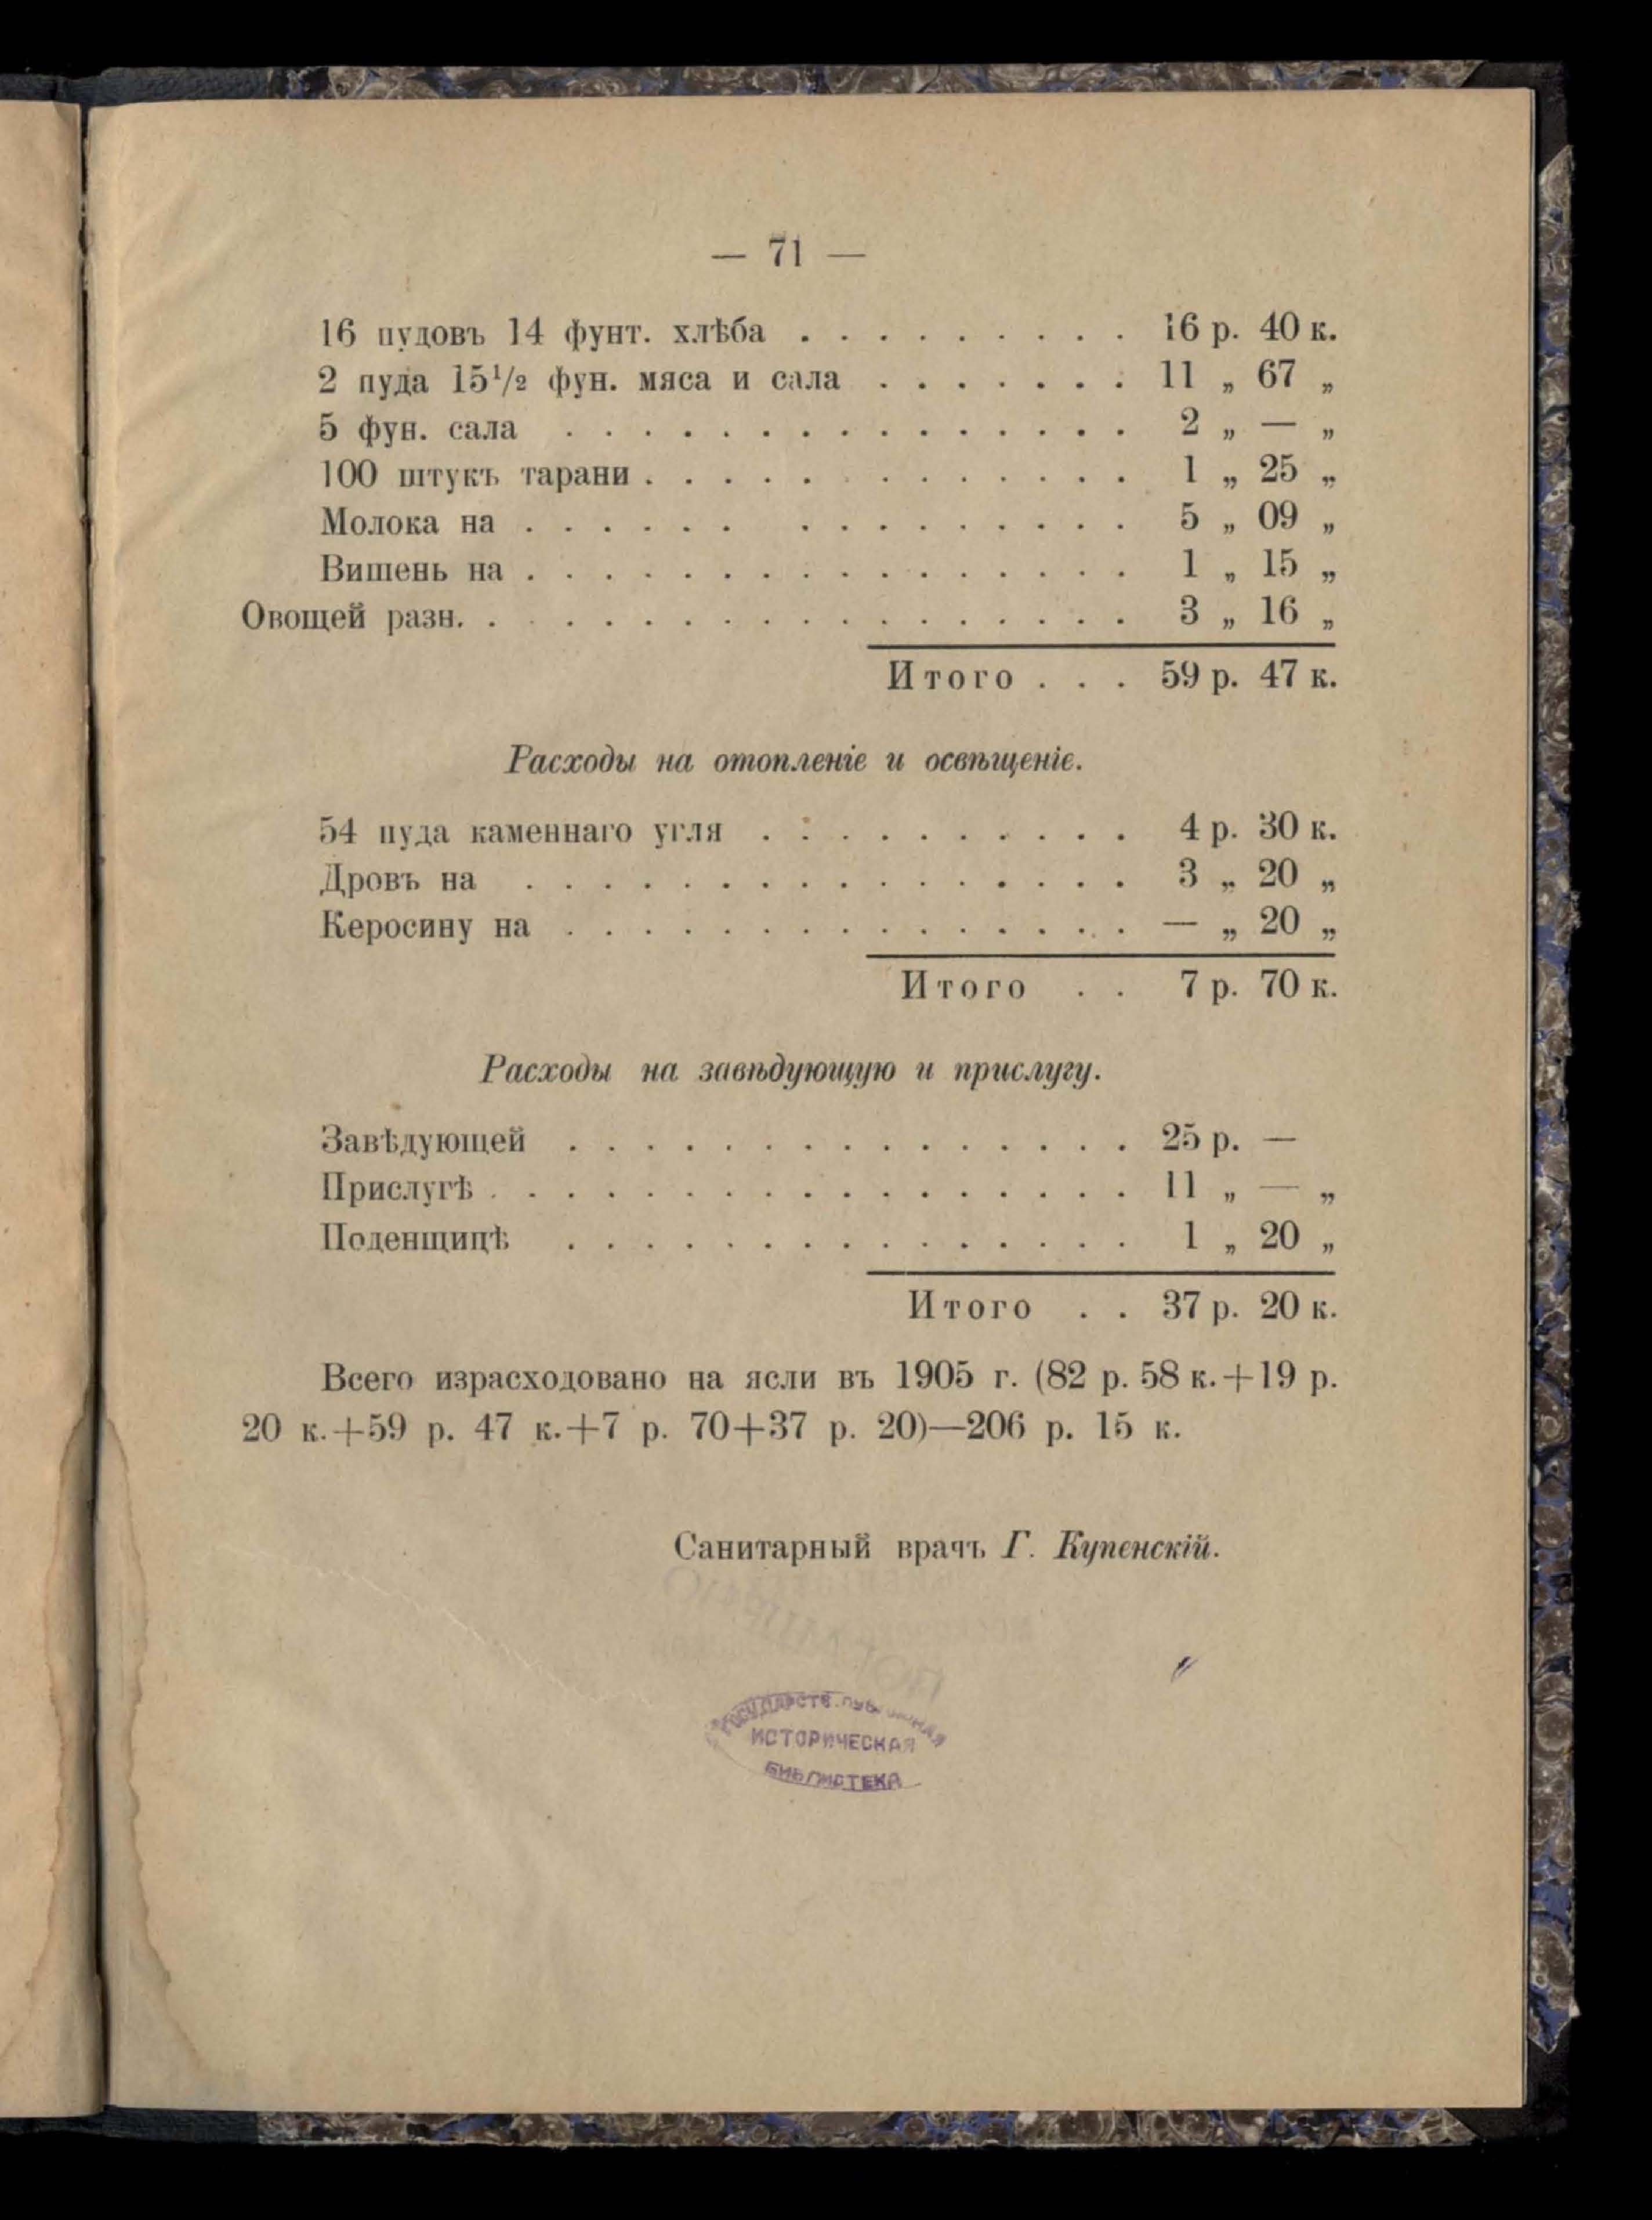 — 71 —
16 пудовъ 14 фунт. хлѣба . . . . . . . . . 16 р. 40 к.
2 пуда 15¹/₂ фун. мяса и сала . . . . . . . 11 „ 67 „
5 фун. сала . . . . . . . . . . . . . . . 2 „ — „
100 штукъ тарани . . . . . . . . . . . . . 1 „ 25 „
Молока на . . . . . . . . . . . . . . . 5 „ 09 „
Вишень на . . . . . . . . . . . . . . . . 1 „ 15 „
Овощей разн. . . . . . . . . . . . . . . . . . 3 „ 16 „
Итого . . . 59 р. 47 к.
Расходы на отопленіе и освѣщеніе.
54 пуда каменнаго угля . . . . . . . . . . 4 р. 30 к.
Дровъ на . . . . . . . . . . . . . . . . 3 „ 20 „
Керосину на . . . . . . . . . . . . . . . — „ 20 „
Итого . . 7 р. 70 к.
Расходы на завѣдующую и прислугу.
Завѣдующей . . . . . . . . . . . . . . . 25 р. —
Прислугѣ . . . . . . . . . . . . . . . . . 11 „ — „
Поденщицѣ . . . . . . . . . . . . . . . 1 „ 20 „
Итого . . 37 р. 20 к.
Всего израсходовано на ясли въ 1905 г. (82 р. 58 к.+19 р.
20 к.+59 р. 47 к.+7 р. 70+37 р. 20)—206 р. 15 к.
Санитарный врачъ Г. Купенскій.
ИСТОРИЧЕСКАЯ
БИБЛИОТЕКА